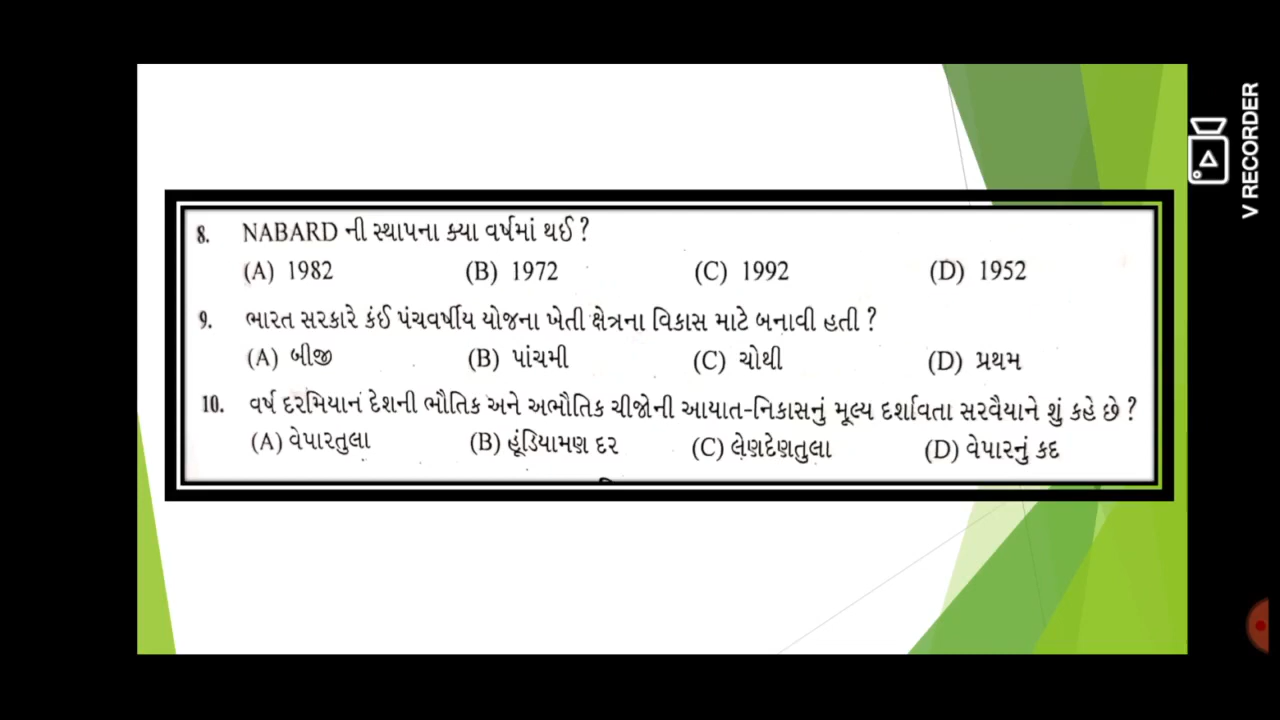 8. NABARD ની સ્થાપના ક્યા વર્ષમાં થઈ ?
(A) 1982 (B) 1972 (C) 1992 (D) 1952
9. ભારત સરકારે કંઈ પંચવર્ષીય યોજના ખેતી ક્ષેત્રના વિકાસ માટે બનાવી હતી ?
(A) બીજી (B) પાંચમી (C) ચોથી (D) પ્રથમ
10. વર્ષ દરમિયાન દેશની ભૌતિક અને અભૌતિક ચીજોની આયાત-નિકાસનું મૂલ્ય દર્શાવતા સરવૈયાને શું કહે છે ?
(A) વેપારતુલા (B) હૂંડિયામણ દર (C) લેણદેણતુલા (D) વેપારનું કદ
V RECORDER